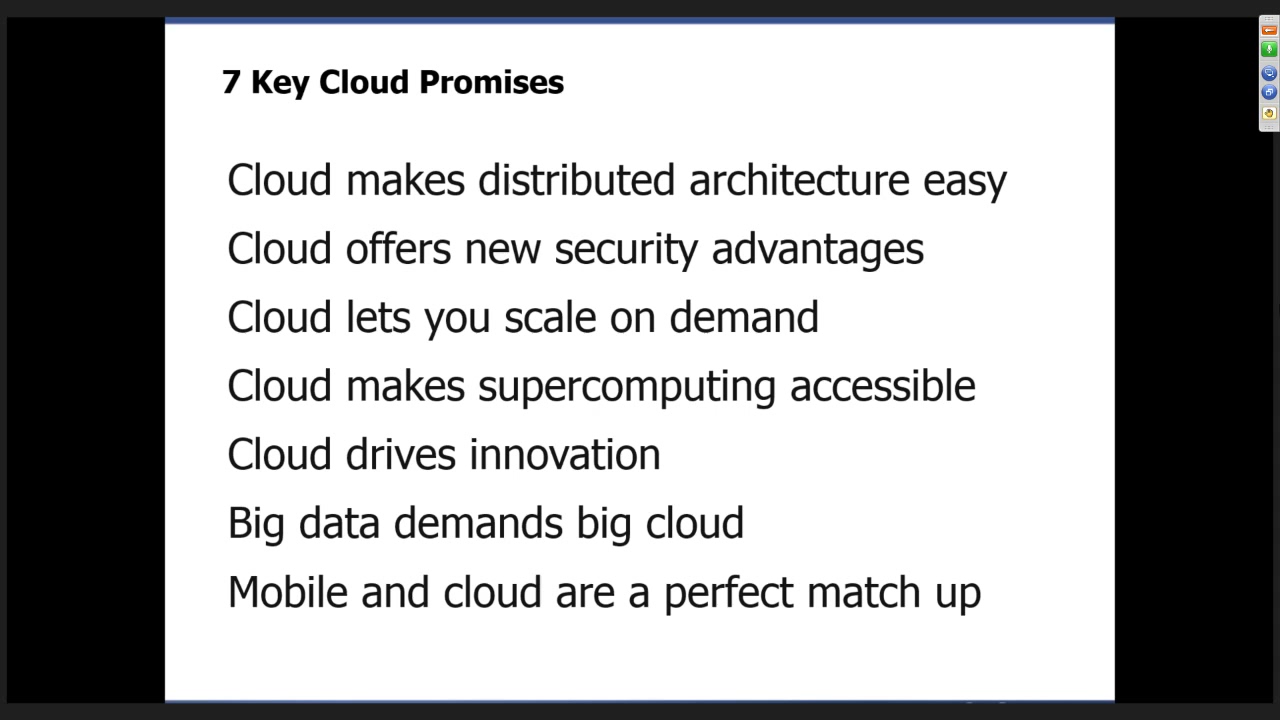 7 Key Cloud Promises
Cloud makes distributed architecture easy
Cloud offers new security advantages
Cloud lets you scale on demand
Cloud makes supercomputing accessible
Cloud drives innovation
Big data demands big cloud
Mobile and cloud are a perfect match up